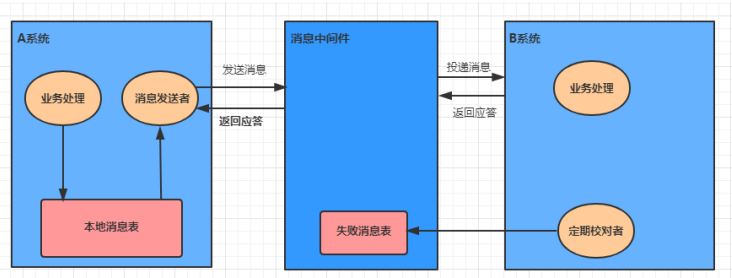 A系统
业务处理
消息发送者
本地消息表
发送消息
返回应答
消息中间件
失败消息表
投递消息
返回应答
B系统
业务处理
定期校对者